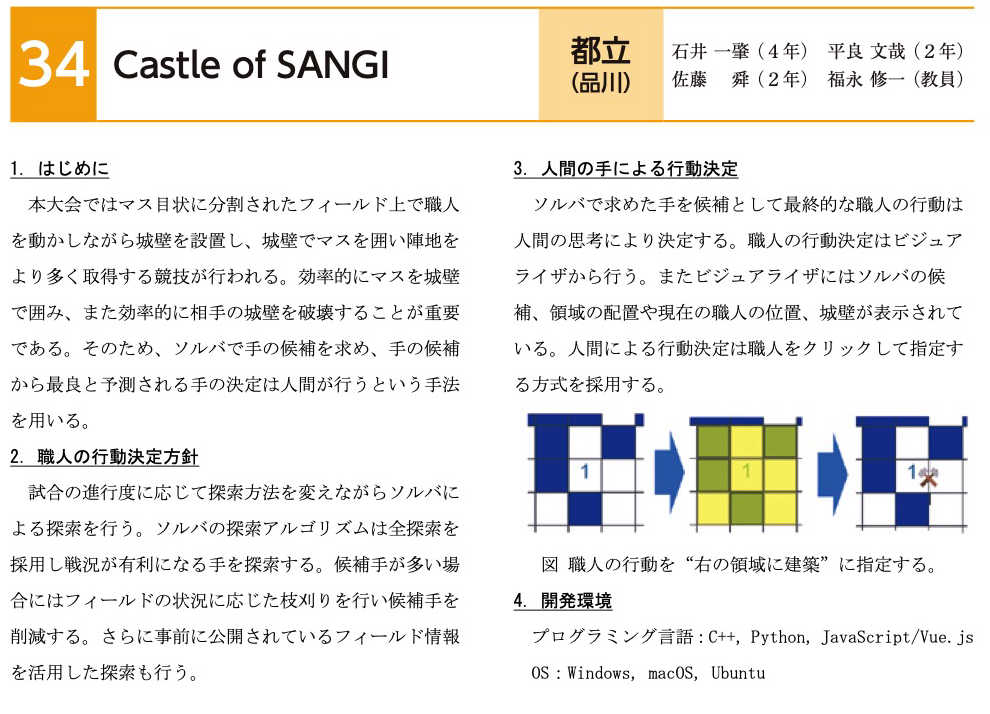 34
Castle of SANGI
都立
(品川)
石井 一肇(4年) 平良 文哉(2年)
佐藤 舜(2年) 福永 修一(教員)
1. はじめに
本大会ではマス目状に分割されたフィールド上で職人
を動かしながら城壁を設置し、城壁でマスを囲い陣地を
より多く取得する競技が行われる。効率的にマスを城壁
で囲み、また効率的に相手の城壁を破壊することが重要
である。そのため、ソルバで手の候補を求め、手の候補
から最良と予測される手の決定は人間が行うという手法
を用いる。
2. 職人の行動決定方針
試合の進行度に応じて探索方法を変えながらソルバに
よる探索を行う。ソルバの探索アルゴリズムは全探索を
採用し戦況が有利になる手を探索する。候補手が多い場
合にはフィールドの状況に応じた枝刈りを行い候補手を
削減する。さらに事前に公開されているフィールド情報
を活用した探索も行う。
3. 人間の手による行動決定
ソルバで求めた手を候補として最終的な職人の行動は
人間の思考により決定する。職人の行動決定はビジュア
ライザから行う。またビジュアライザにはソルバの候
補、領域の配置や現在の職人の位置、城壁が表示されて
いる。人間による行動決定は職人をクリックして指定す
る方式を採用する。
1
1
1
図 職人の行動を“右の領域に建築”に指定する。
4. 開発環境
プログラミング言語:C++, Python, JavaScript/Vue.js
OS:Windows, macOS, Ubuntu